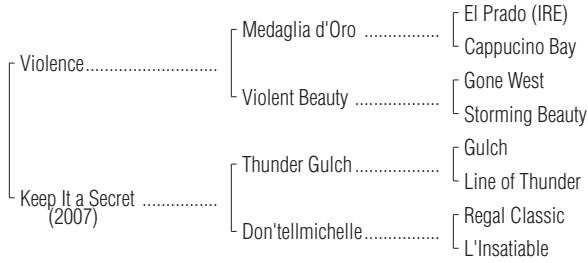 El Prado (IRE)
Medaglia d'Oro ..................
Cappucino Bay
Violence...............................
Gone West
Violent Beauty ....................
Storming Beauty
Gulch
Thunder Gulch....................
Line of Thunder
Keep It a Secret ..................
(2007)
Regal Classic
Don'tellmichelle..................
L'Insatiable